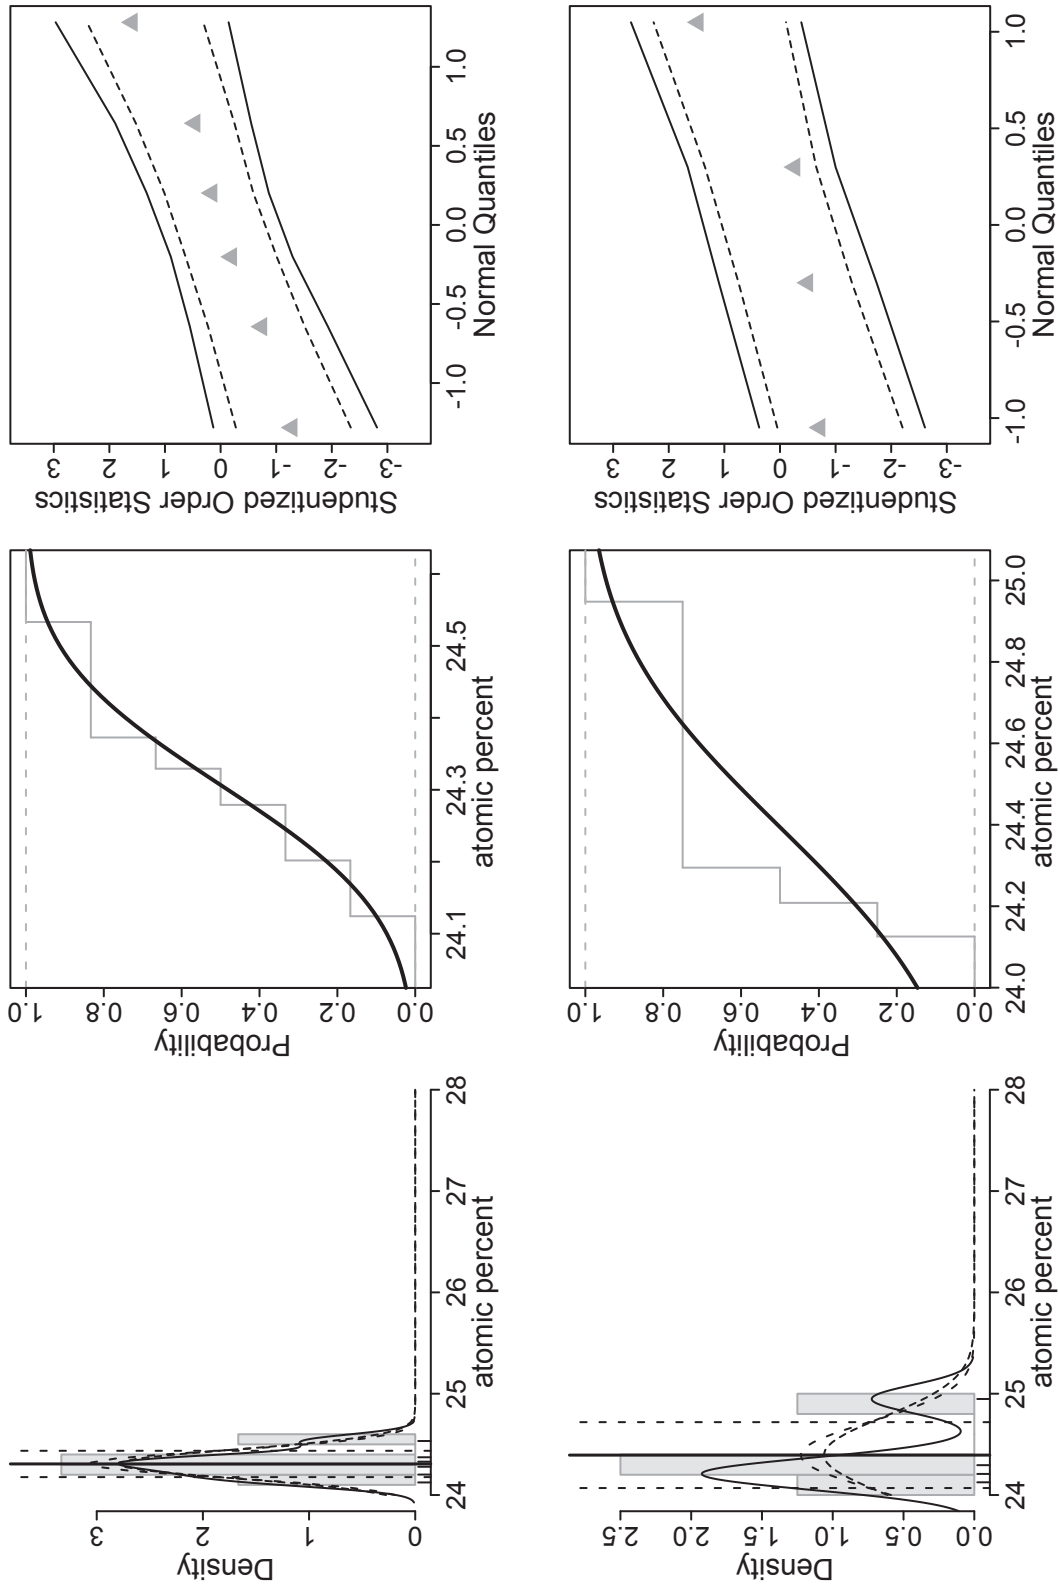 Density
3
2
1
0
24 25 26 27 28
atomic percent
Probability
1.0
0.8
0.6
0.4
0.2
0.0
24.1 24.3 24.5
atomic percent
Studentized Order Statistics
3
2
1
0
-1
-2
-3
-1.0 -0.5 0.0 0.5 1.0
Normal Quantiles
Density
2.5
2.0
1.5
1.0
0.5
0.0
24 25 26 27 28
atomic percent
Probability
1.0
0.8
0.6
0.4
0.2
0.0
24.0 24.2 24.4 24.6 24.8 25.0
atomic percent
Studentized Order Statistics
3
2
1
0
-1
-2
-3
-1.0 -0.5 0.0 0.5 1.0
Normal Quantiles